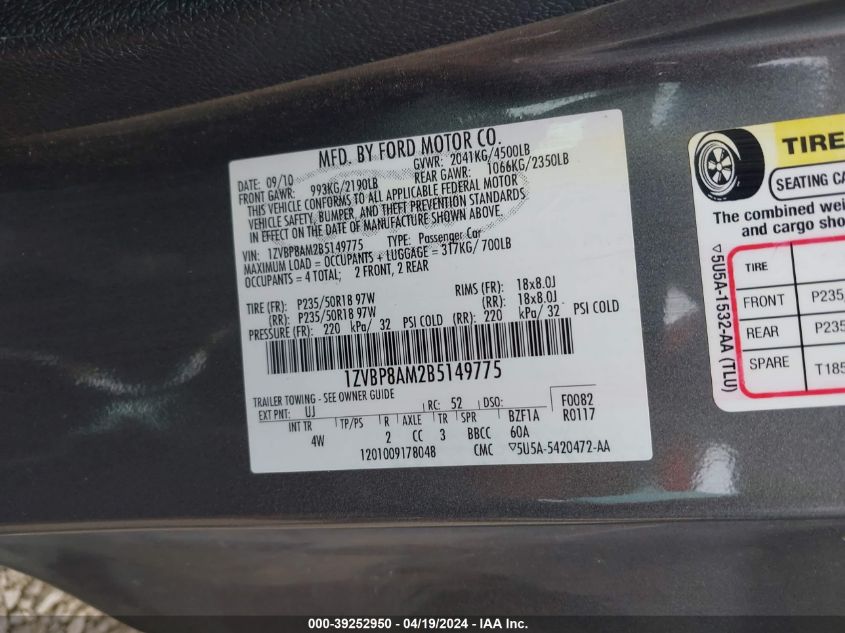 MFD. BY FORD MOTOR CO.
DATE: 09/10 GVWR: 2041KG/4500LB
FRONT GAWR: 993KG/2190LB REAR GAWR: 1066KG/2350LB
THIS VEHICLE CONFORMS TO ALL APPLICABLE FEDERAL MOTOR
VEHICLE SAFETY, BUMPER, AND THEFT PREVENTION STANDARDS
IN EFFECT ON THE DATE OF MANUFACTURE SHOWN ABOVE.
VIN: 1ZVBP8AM2B5149775 TYPE: Passenger Car
MAXIMUM LOAD = OCCUPANTS + LUGGAGE = 317KG/700LB
OCCUPANTS = 4 TOTAL; 2 FRONT, 2 REAR
TIRE (FR): P235/50R18 97W RIMS (FR): 18x8.0J
(RR): P235/50R18 97W (RR): 18x8.0J
PRESSURE (FR): 220 kPa/ 32 PSI COLD (RR): 220 kPa/ 32 PSI COLD
1ZVBP8AM2B5149775
TRAILER TOWING - SEE OWNER GUIDE
EXT PNT: UJ RC: 52 DSO: F0082
INT TR TP/PS R AXLE TR SPR BZF1A R0117
4W 2 CC 3 BBCC 60A
1201009178048 CMC ▽5U5A-5420472-AA
TIRE
SEATING CA
The combined wei
and cargo sho
TIRE
FRONT P235/
REAR P235
SPARE T185
▽5U5A-1532-AA (TLU)
000-39252950 - 04/19/2024 - IAA Inc.